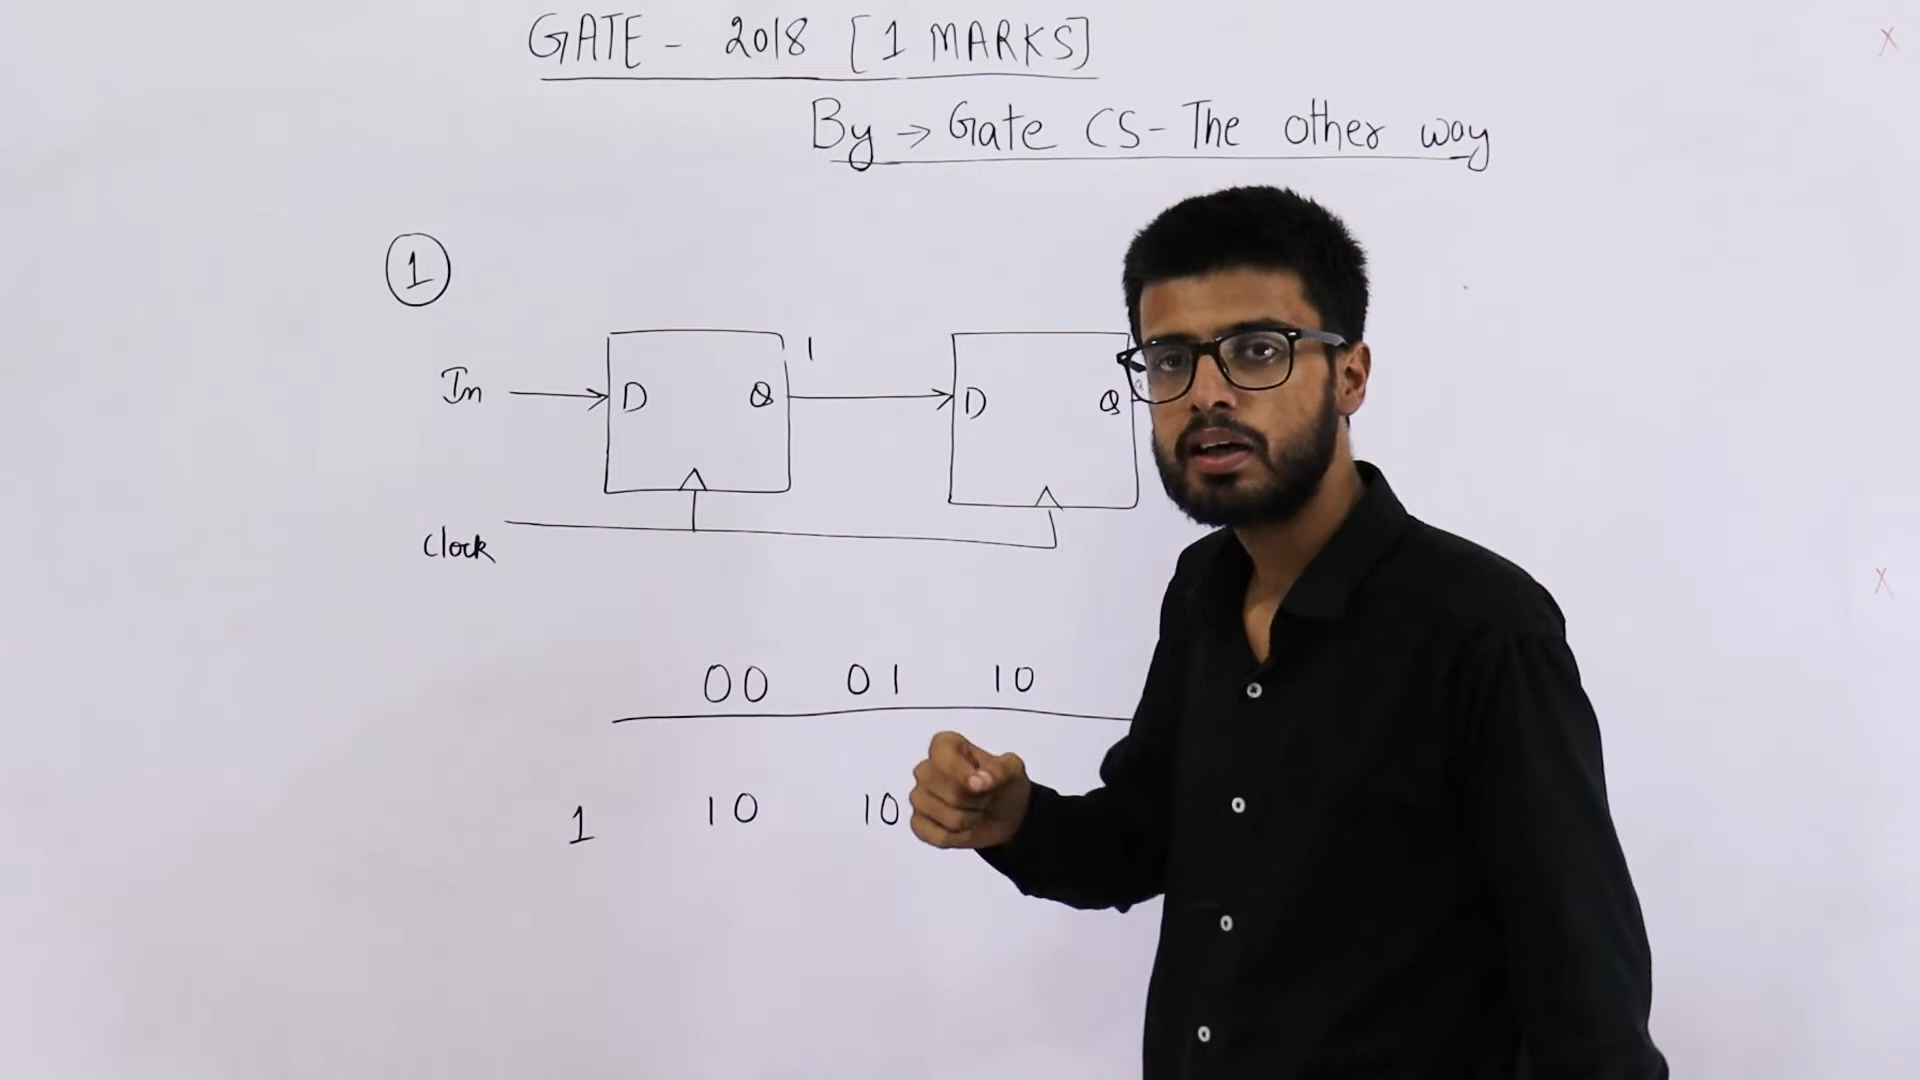 GATE - 2018 [1 MARKS]
By → Gate CS - The other way
1
1
In D Q D Q
Clock
00 01 10
1 10 10